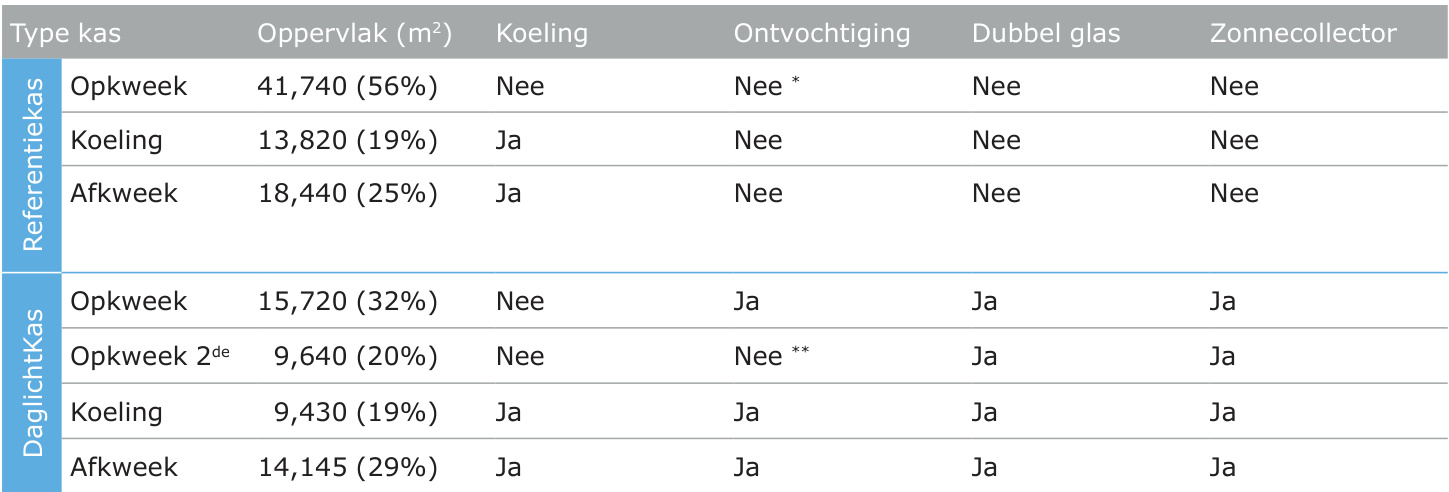 Type kas Oppervlak (m²) Koeling Ontvochtiging Dubbel glas Zonnecollector
Referentiekas
Opkweek 41,740 (56%) Nee Nee * Nee Nee
Koeling 13,820 (19%) Ja Nee Nee Nee
Afkweek 18,440 (25%) Ja Nee Nee Nee
DaglichtKas
Opkweek 15,720 (32%) Nee Ja Ja Ja
Opkweek 2de 9,640 (20%) Nee Nee ** Ja Ja
Koeling 9,430 (19%) Ja Ja Ja Ja
Afkweek 14,145 (29%) Ja Ja Ja Ja